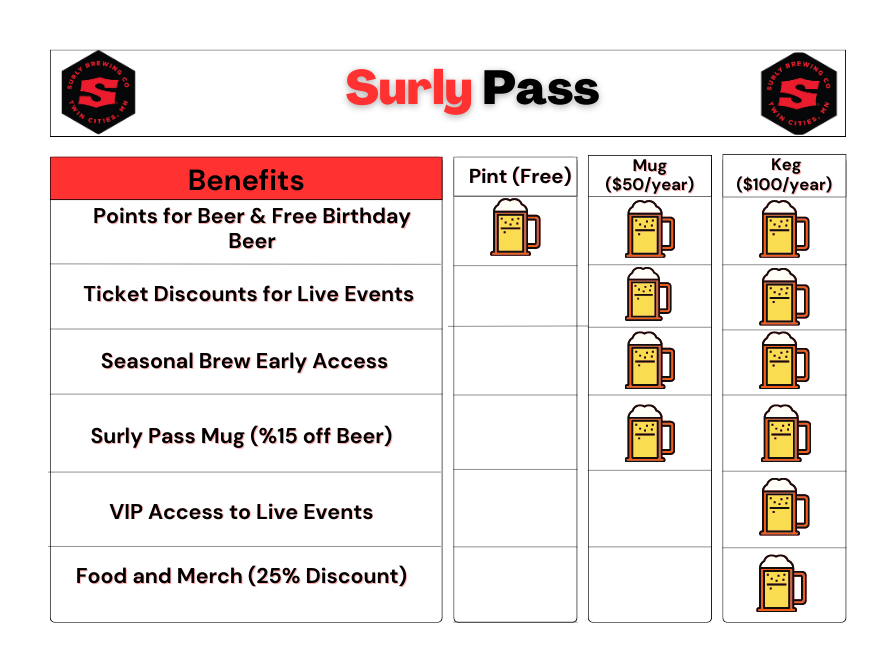 SURLY BREWING CO
TWIN CITIES, MN
Surly Pass
SURLY BREWING CO
TWIN CITIES, MN
Benefits
Pint (Free)
Mug
($50/year)
Keg
($100/year)
Points for Beer & Free Birthday
Beer
Ticket Discounts for Live Events
Seasonal Brew Early Access
Surly Pass Mug (%15 off Beer)
VIP Access to Live Events
Food and Merch (25% Discount)